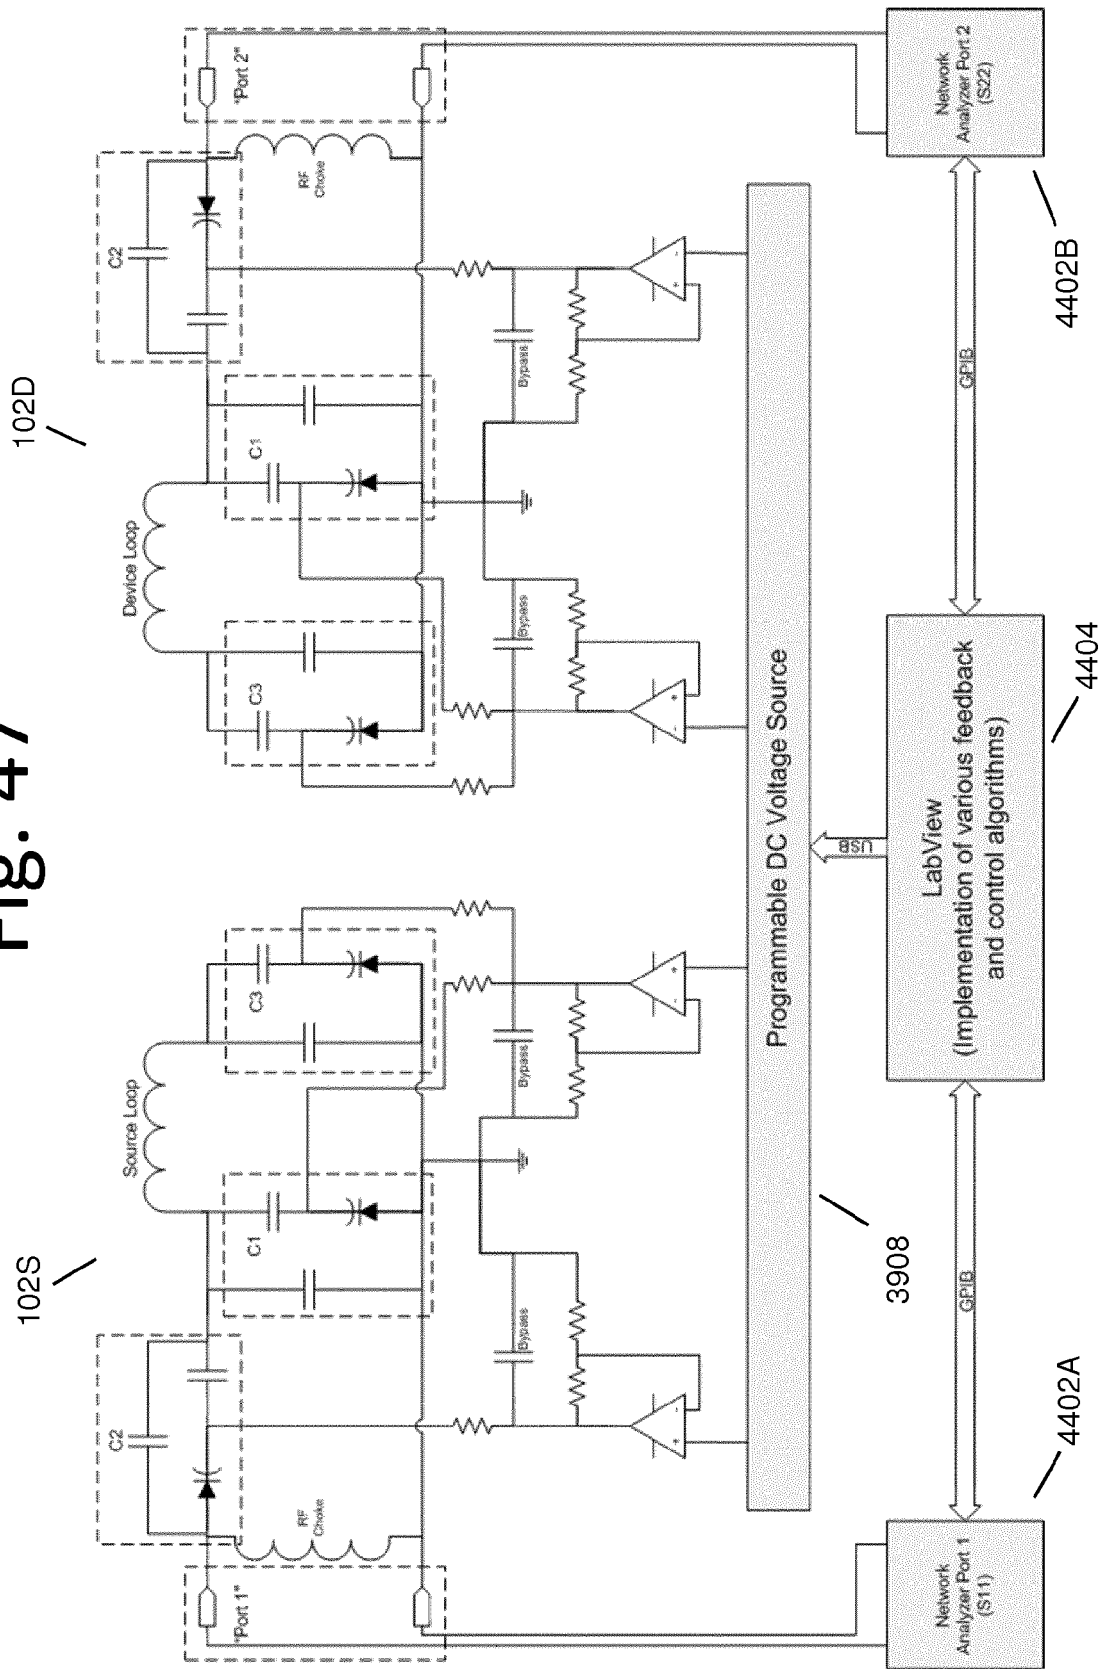 Fig. 47
102S
102D
Source Loop
Device Loop
C2
C1
C3
C3
C1
C2
"Port 1"
RF
Choke
RF
Choke
"Port 2"
Bypass
Bypass
Bypass
Bypass
+
-
-
+
-
+
+
-
Programmable DC Voltage Source
3908
USB
Network
Analyzer Port 1
(S11)
4402A
GPIB
LabView
(Implementation of various feedback
and control algorithms)
4404
GPIB
Network
Analyzer Port 2
(S22)
4402B